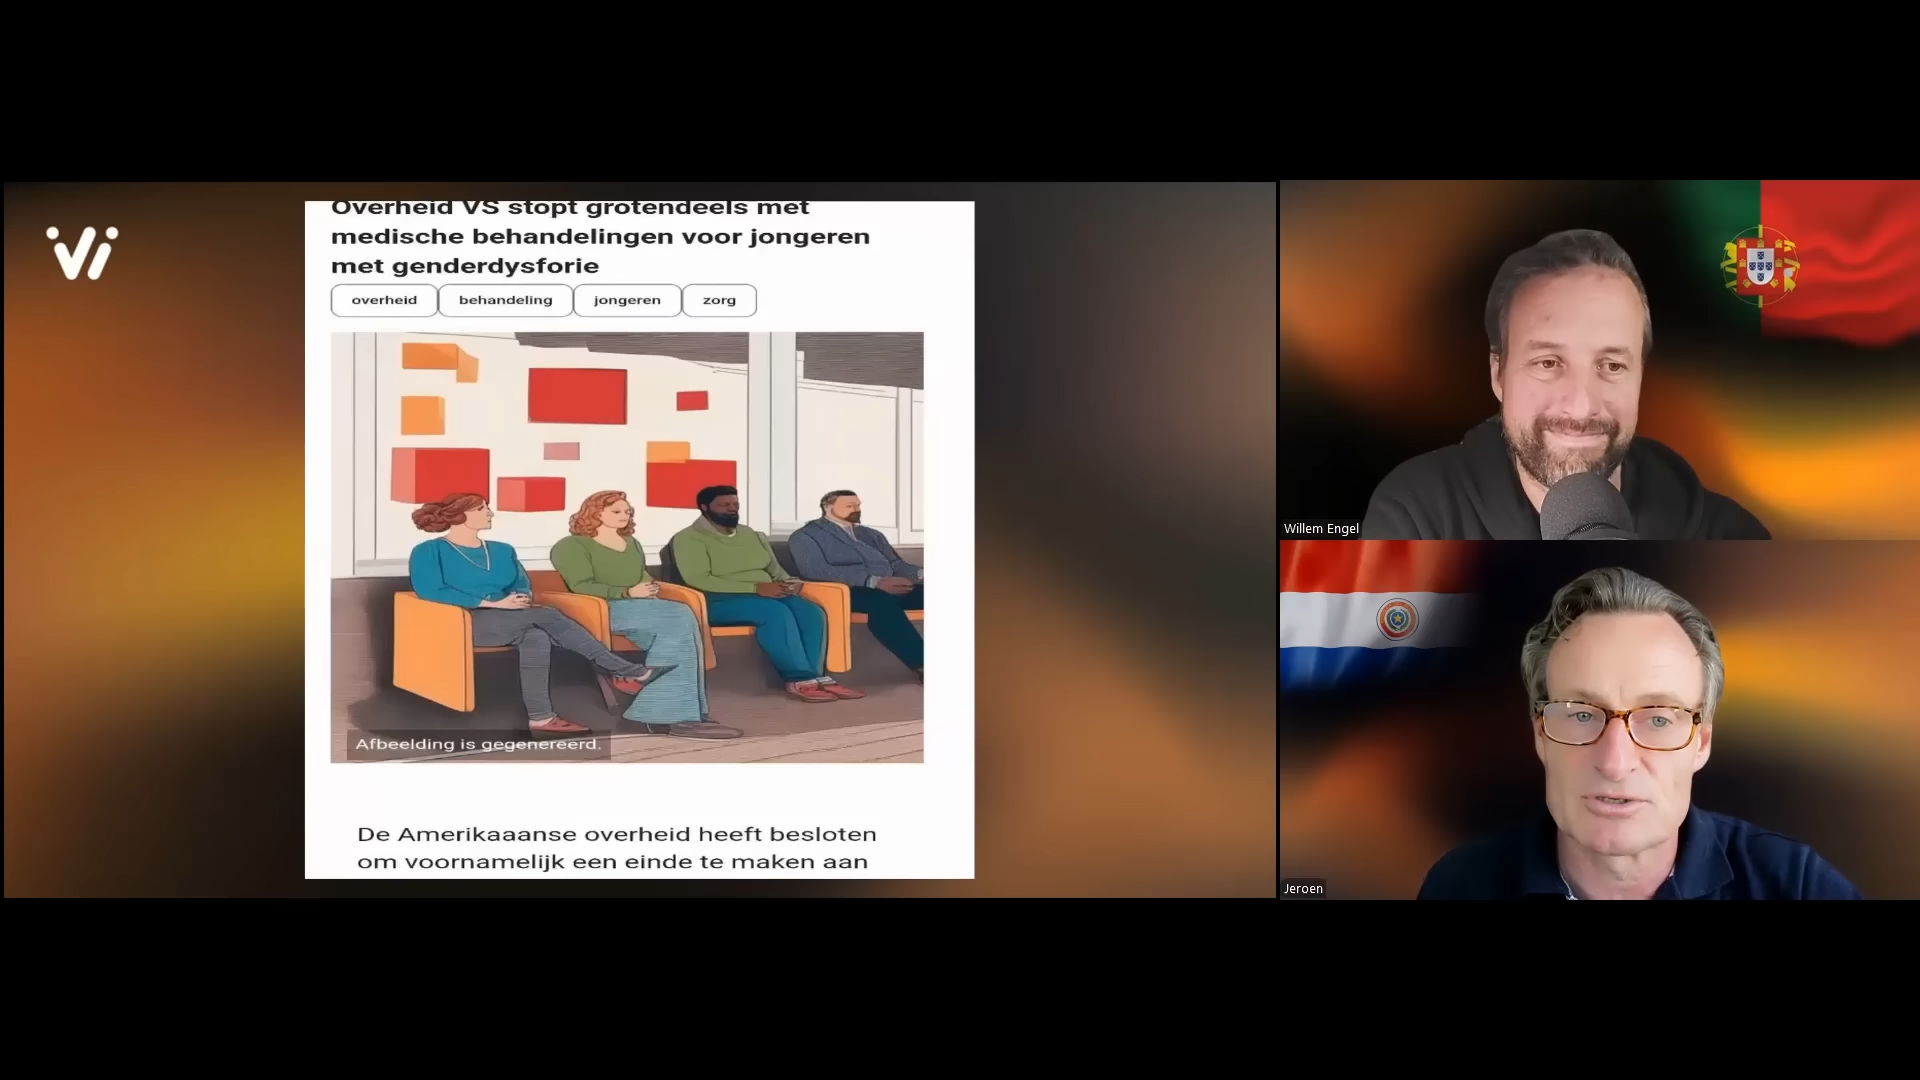 Overheid VS stopt grotendeels met
medische behandelingen voor jongeren
met genderdysforie
overheid behandeling jongeren zorg
Afbeelding is gegenereerd.
De Amerikaaanse overheid heeft besloten
om voornamelijk een einde te maken aan
Willem Engel
Jeroen